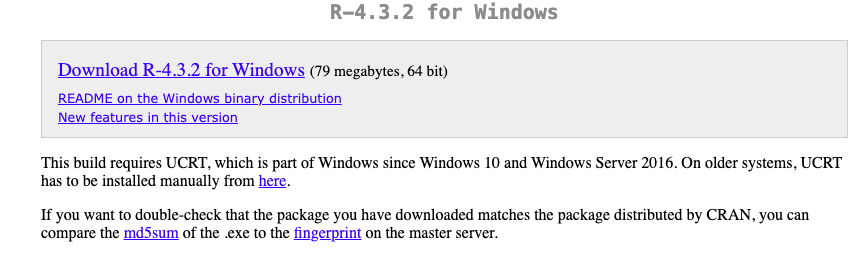 R-4.3.2 for Windows
Download R-4.3.2 for Windows (79 megabytes, 64 bit)
README on the Windows binary distribution
New features in this version
This build requires UCRT, which is part of Windows since Windows 10 and Windows Server 2016. On older systems, UCRT
has to be installed manually from here.
If you want to double-check that the package you have downloaded matches the package distributed by CRAN, you can
compare the md5sum of the .exe to the fingerprint on the master server.